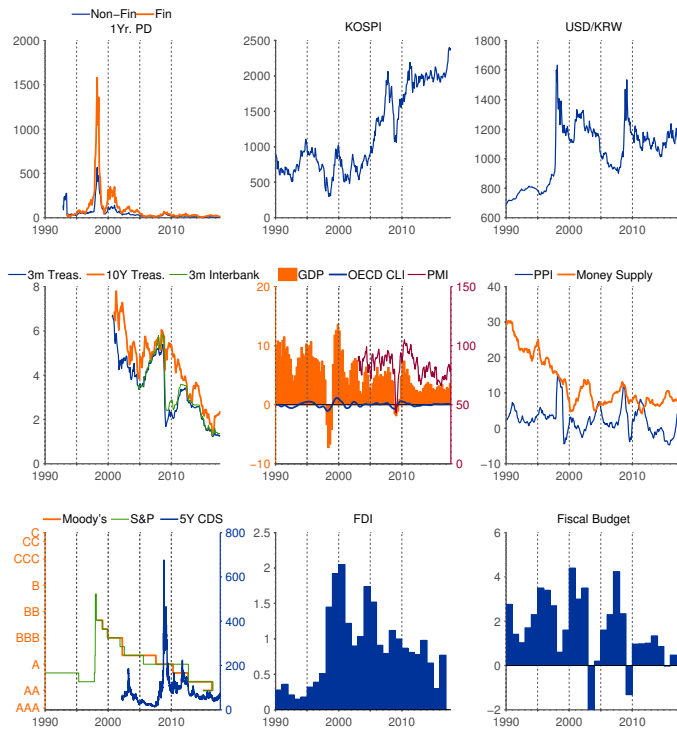 Non−Fin Fin
1Yr. PD KOSPI USD/KRW
2000 2500 1800
1500 2000 1600
1000 1500 1400
1000 1200
500 500 1000
800
0 0 600
1990 2000 2010 1990 2000 2010 1990 2000 2010
3m Treas. 10Y Treas. 3m Interbank GDP OECD CLI PMI PPI Money Supply
8 20 150 40
6 10 100 30
4 20
2 0 50 10
0
0 −10 0 −10
1990 2000 2010 1990 2000 2010 1990 2000 2010
Moody's S&P 5Y CDS FDI Fiscal Budget
C 800 2.5 6
CC
CCC 600 2 4
B 1.5
BB 400 2
BBB 1
A 200 0.5 0
AA
AAA 0 0 −2
1990 2000 2010 1990 2000 2010 1990 2000 2010